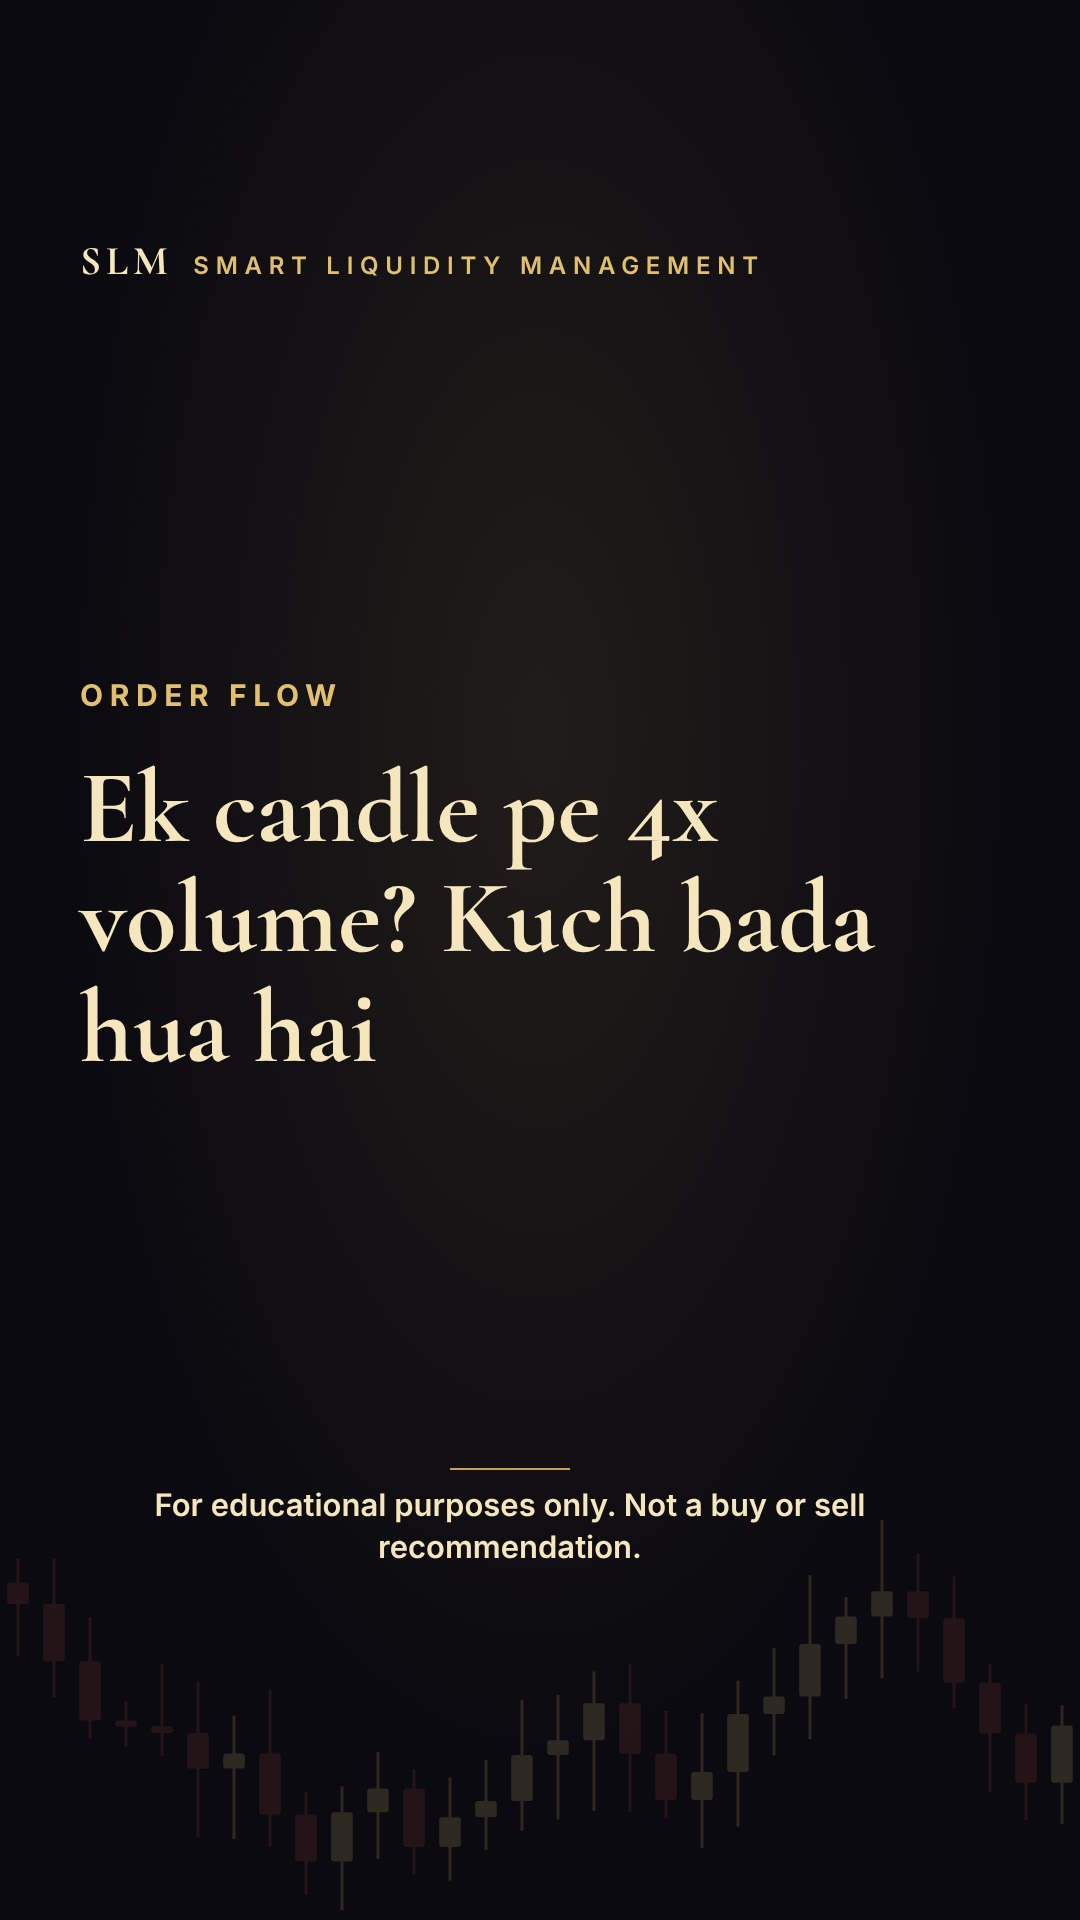 SLM SMART LIQUIDITY MANAGEMENT
ORDER FLOW
Ek candle pe 4x
volume? Kuch bada
hua hai
For educational purposes only. Not a buy or sell
recommendation.